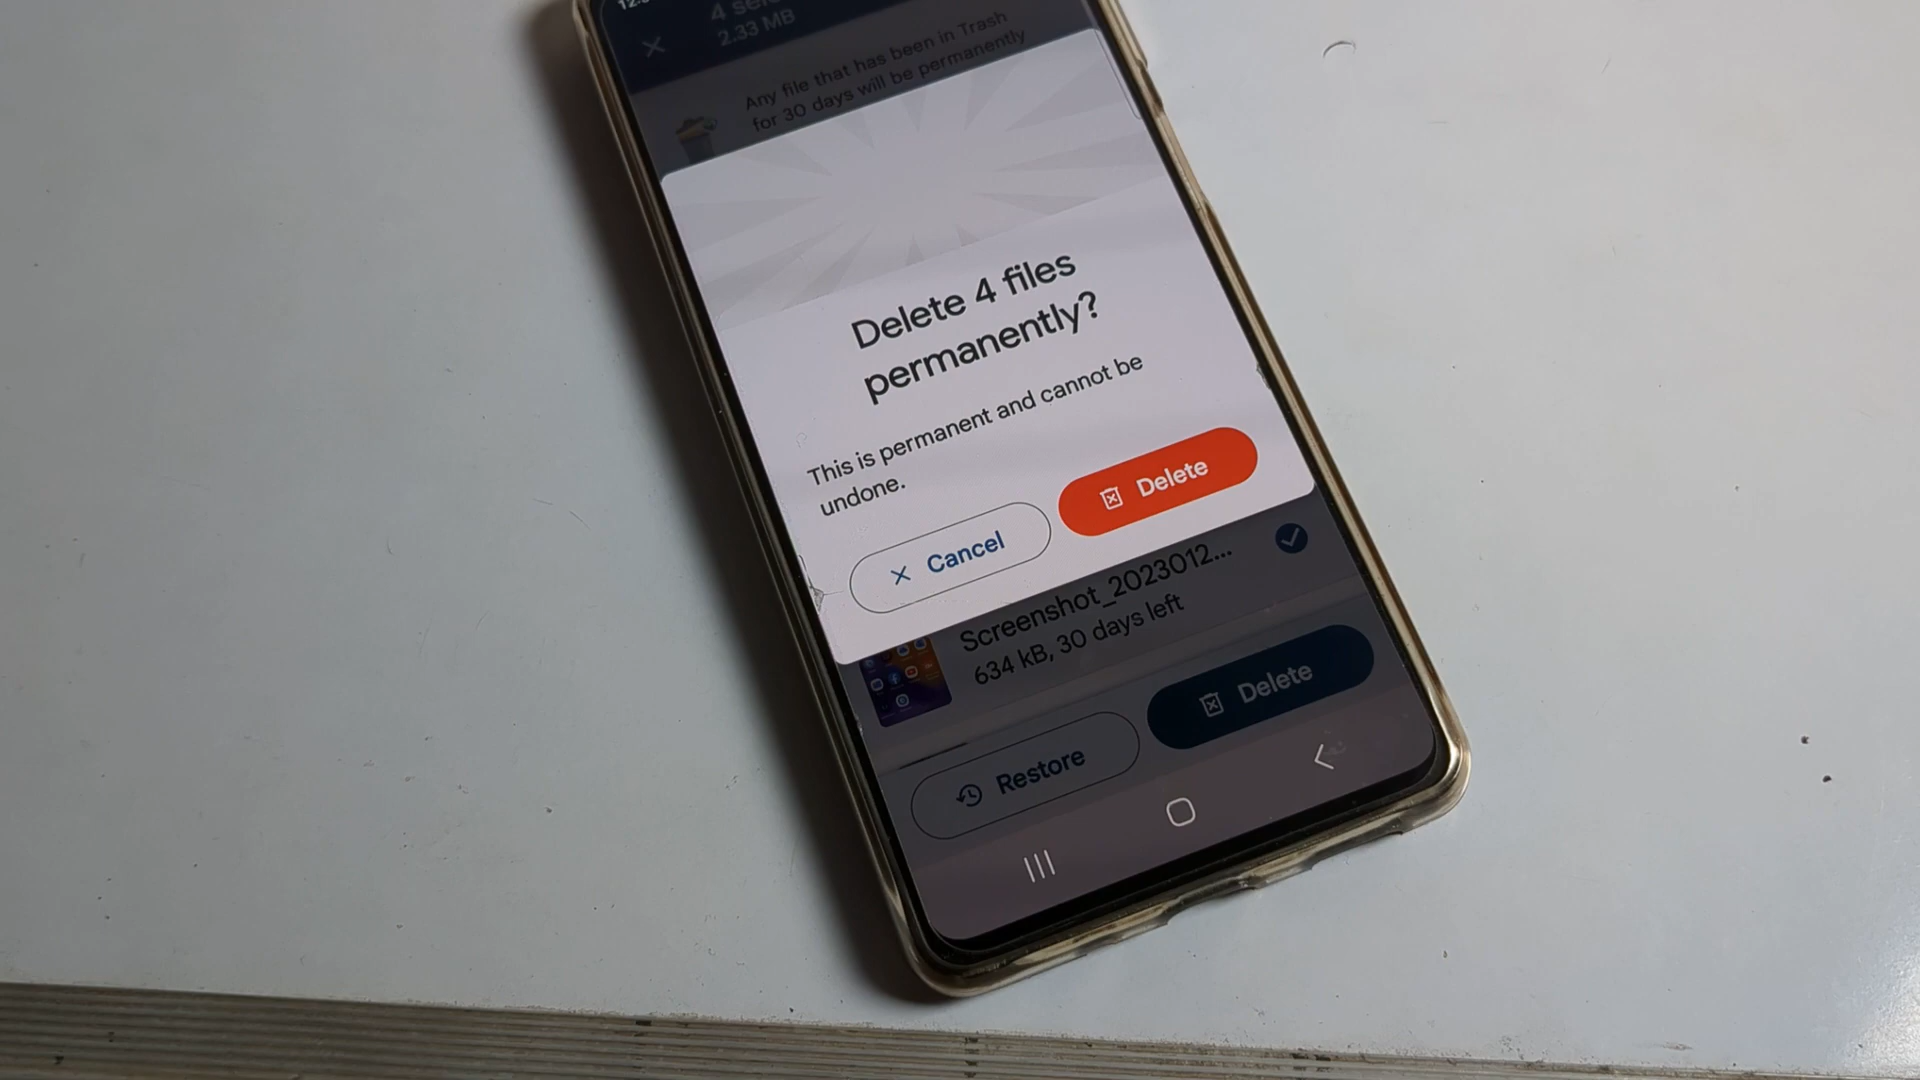 4
2.33 MB
Any file that has been in Trash
for 30 days will be permanently
Delete 4 files
permanently?
This is permanent and cannot be
undone.
Cancel
Delete
Screenshot_2023012...
634 kB, 30 days left
Restore
Delete